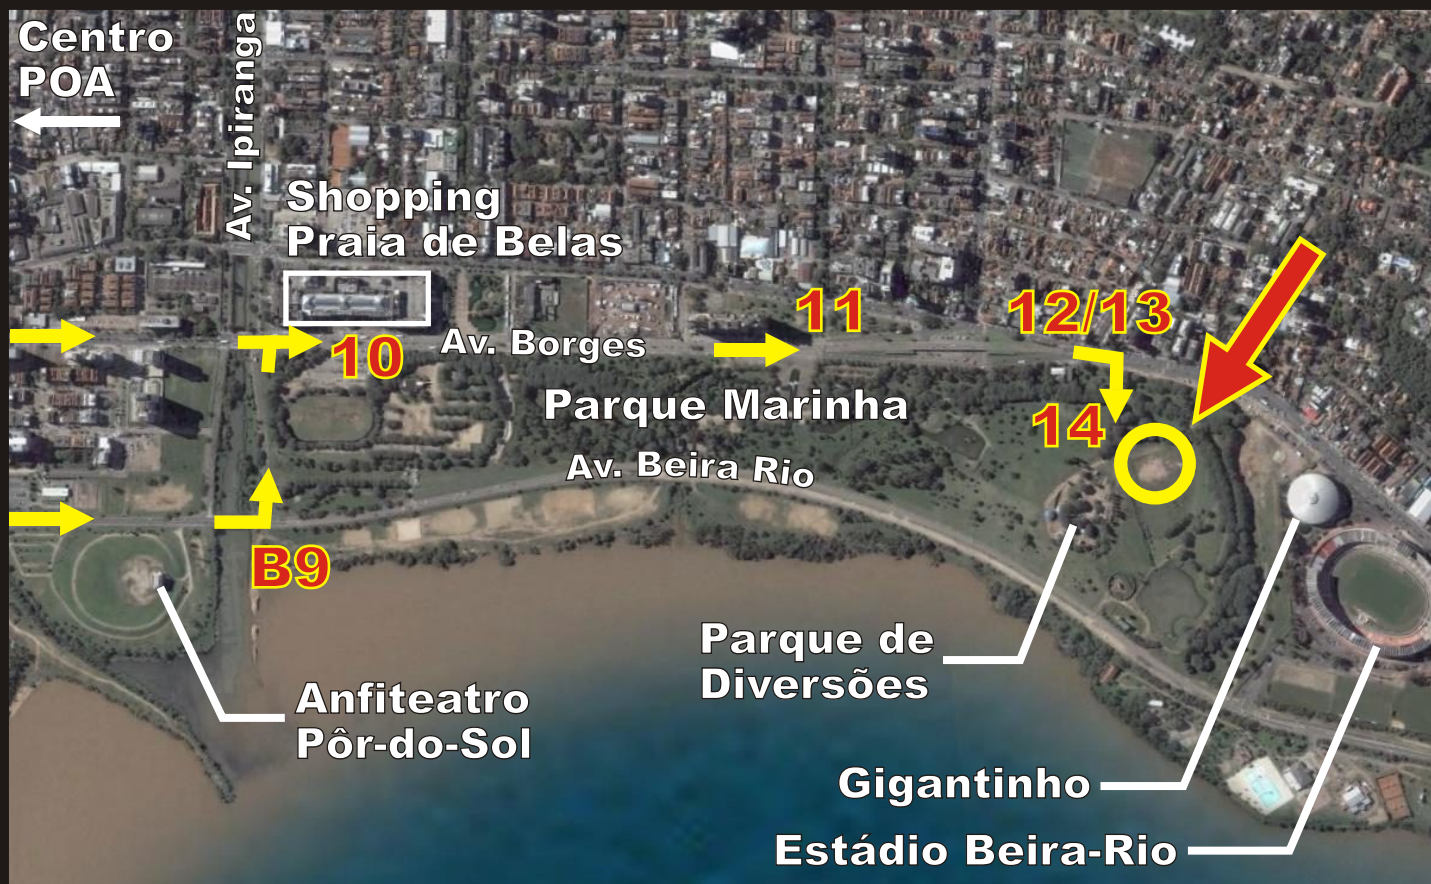 Centro
POA
Av. Ipiranga
Shopping
Praia de Belas
11
12/13
10
Av. Borges
Parque Marinha
14
Av. Beira Rio
B9
Parque de
Diversões
Anfiteatro
Pôr-do-Sol
Gigantinho
Estádio Beira-Rio